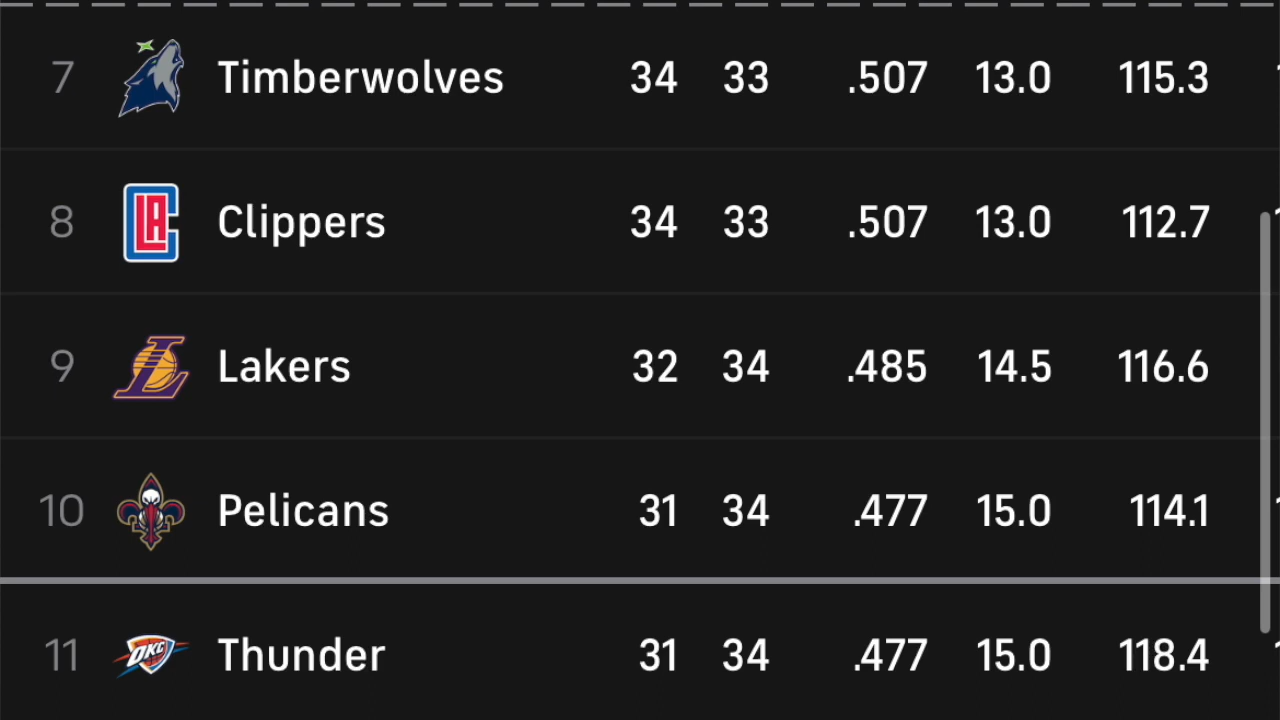 7 Timberwolves 34 33 .507 13.0 115.3
8 LA Clippers 34 33 .507 13.0 112.7
9 L Lakers 32 34 .485 14.5 116.6
10 Pelicans 31 34 .477 15.0 114.1
11 OKC Thunder 31 34 .477 15.0 118.4